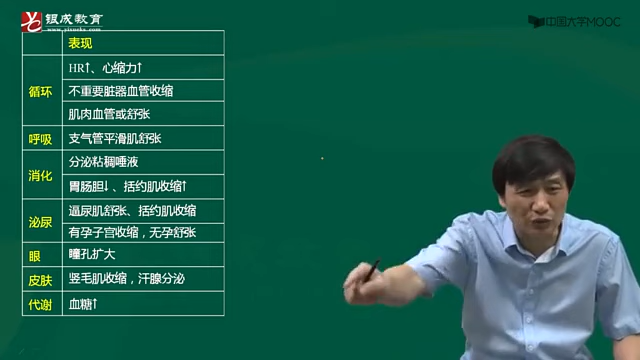 银成教育
www.yixueks.com
中国大学MOOC
表现
循环
HR↑、心缩力↑
不重要脏器血管收缩
肌肉血管或舒张
呼吸
支气管平滑肌舒张
消化
分泌粘稠唾液
胃肠胆↓、括约肌收缩↑
泌尿
逼尿肌舒张、括约肌收缩
有孕子宫收缩，无孕舒张
眼
瞳孔扩大
皮肤
竖毛肌收缩，汗腺分泌
代谢
血糖↑